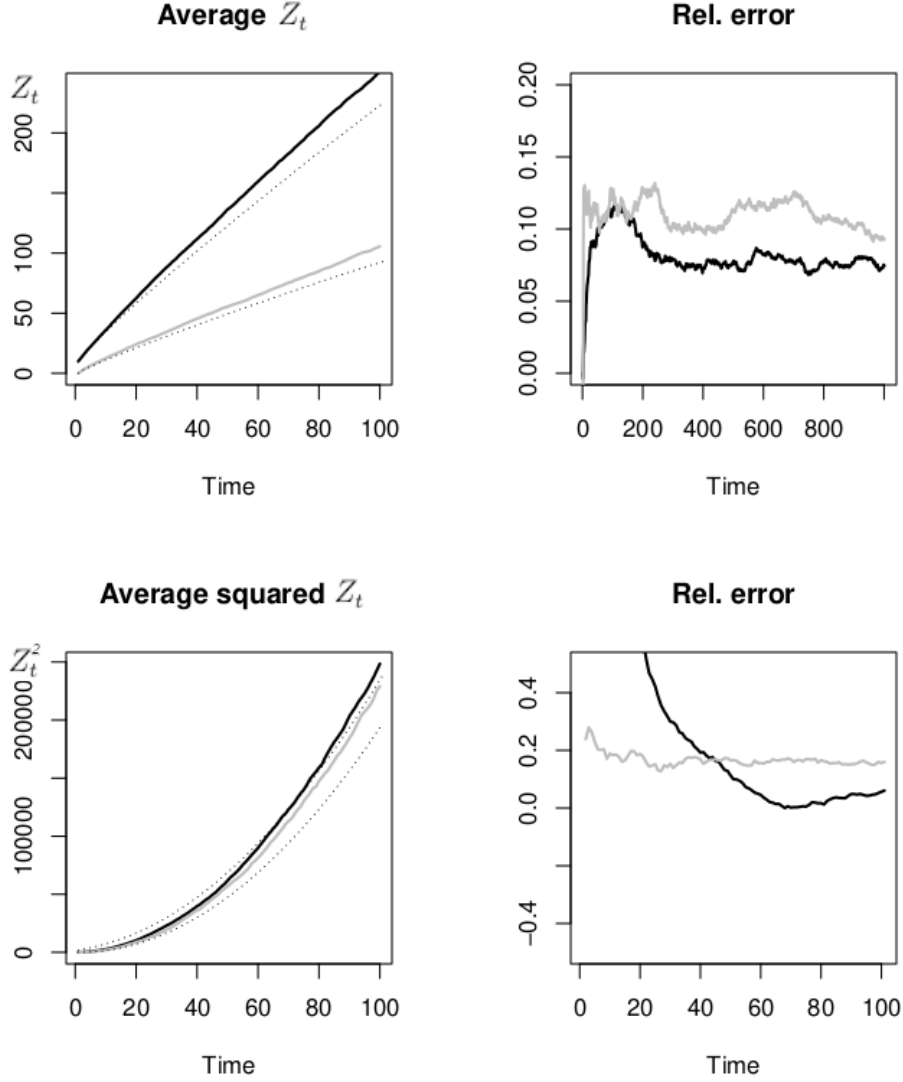 Average Z_t
Rel. error
Z_t
200
100
50
0
0 20 40 60 80 100
Time
0.20
0.15
0.10
0.05
0.00
0 200 400 600 800
Time
Average squared Z_t
Rel. error
Z_t^2
200000
100000
0
0 20 40 60 80 100
Time
0.4
0.2
0.0
−0.4
0 20 40 60 80 100
Time